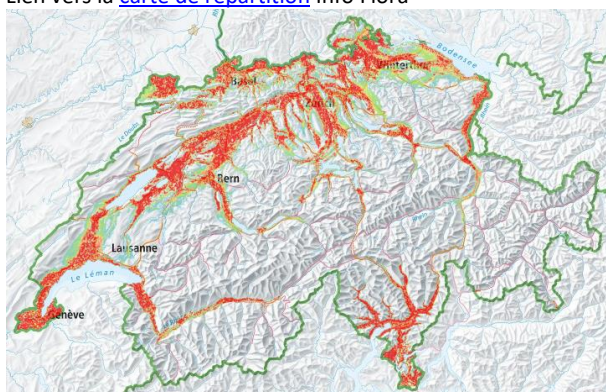 Lien vers la carte de répartition Info Flora
Bodensee
Basel
Winterthur
Zürich
Bern
Lausanne
Le Léman
Genève